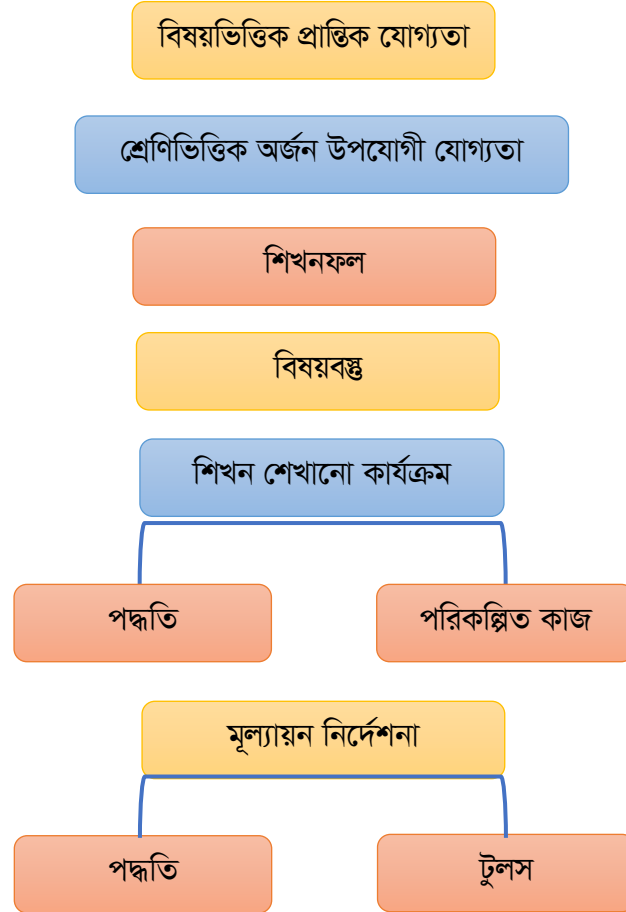 বিষয়ভিত্তিক প্রান্তিক যোগ্যতা
শ্রেণিভিত্তিক অর্জন উপযোগী যোগ্যতা
শিখনফল
বিষয়বস্তু
শিখন শেখানো কার্যক্রম
পদ্ধতি
পরিকল্পিত কাজ
মূল্যায়ন নির্দেশনা
পদ্ধতি
টুলস